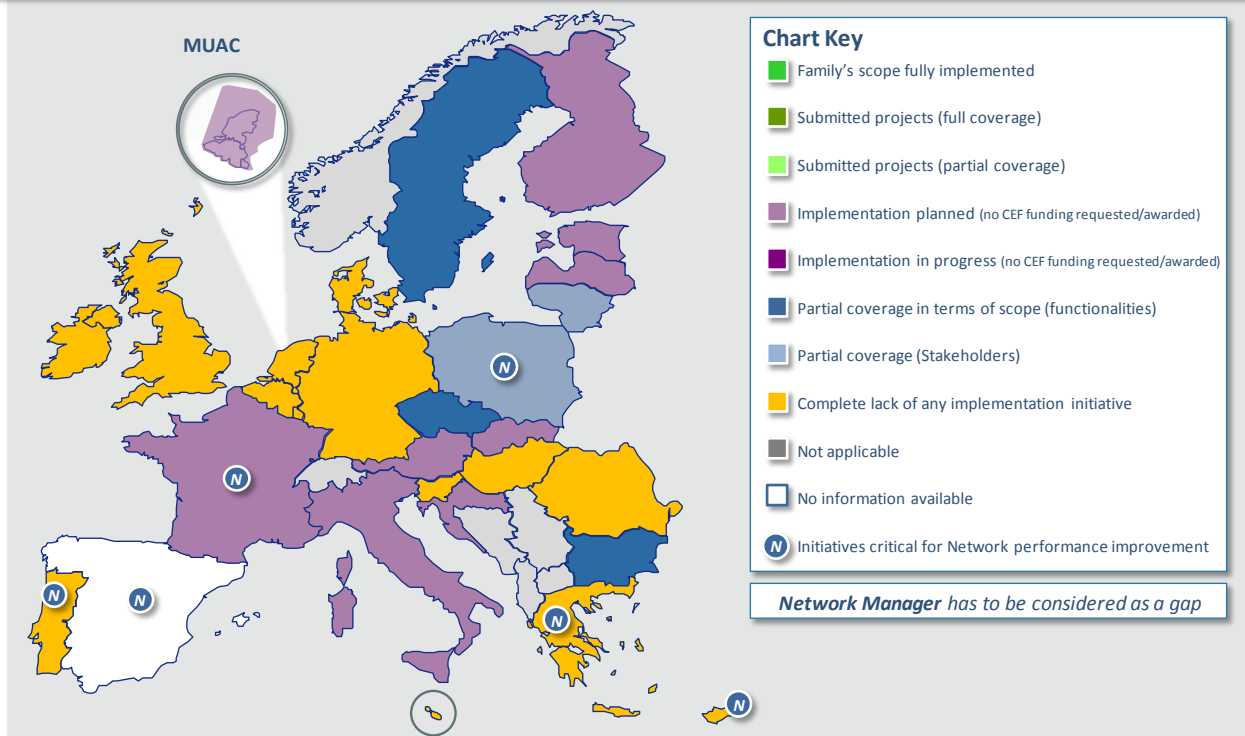 MUAC
Chart Key
Family's scope fully implemented
Submitted projects (full coverage)
Submitted projects (partial coverage)
Implementation planned (no CEF funding requested/awarded)
Implementation in progress (no CEF funding requested/awarded)
Partial coverage in terms of scope (functionalities)
Partial coverage (Stakeholders)
Complete lack of any implementation initiative
Not applicable
No information available
N Initiatives critical for Network performance improvement
Network Manager has to be considered as a gap
N
N
N
N
N
N